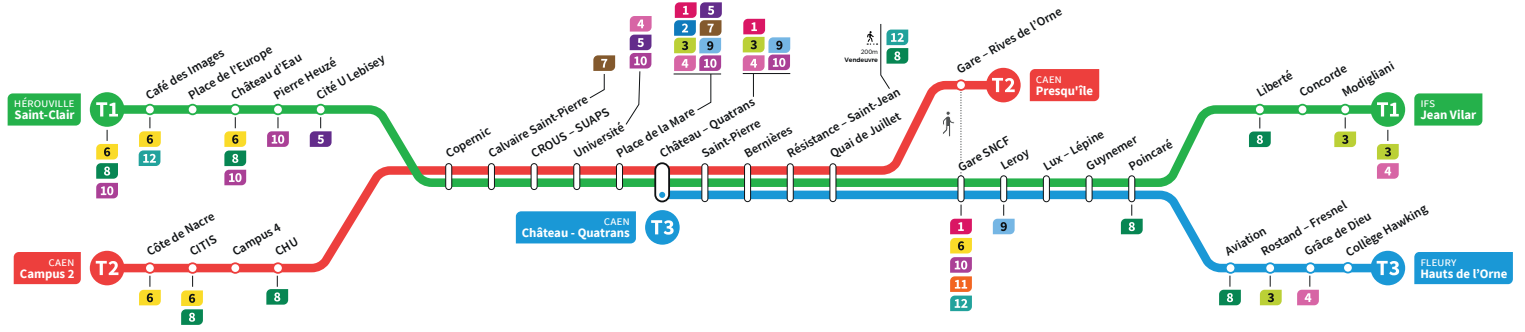 HÉROUVILLE
Saint-Clair
T1
6
8
10
Café des Images
6
12
Place de l'Europe
Château d'Eau
6
8
10
Pierre Heuzé
10
Cité U Lebisey
5
CAEN
Campus 2
T2
Côte de Nacre
6
CITIS
6
8
Campus 4
CHU
8
Copernic
Calvaire Saint-Pierre
7
CROUS – SUAPS
Université
4
5
10
Place de la Mare
1 5
2 7
3 9
4 10
Château – Quatrans
1
3 9
4 10
CAEN
Château - Quatrans
T3
Saint-Pierre
Bernières
Résistance – Saint-Jean
200m
Vendeuvre
12
8
Quai de Juillet
Gare – Rives de l'Orne
T2
CAEN
Presqu'île
Gare SNCF
1
6
10
11
12
Leroy
9
Lux – Lépine
Guynemer
Poincaré
8
Liberté
8
Concorde
Modigliani
3
T1
3
4
IFS
Jean Vilar
Aviation
8
Rostand – Fresnel
3
Grâce de Dieu
4
Collège Hawking
T3
FLEURY
Hauts de l'Orne